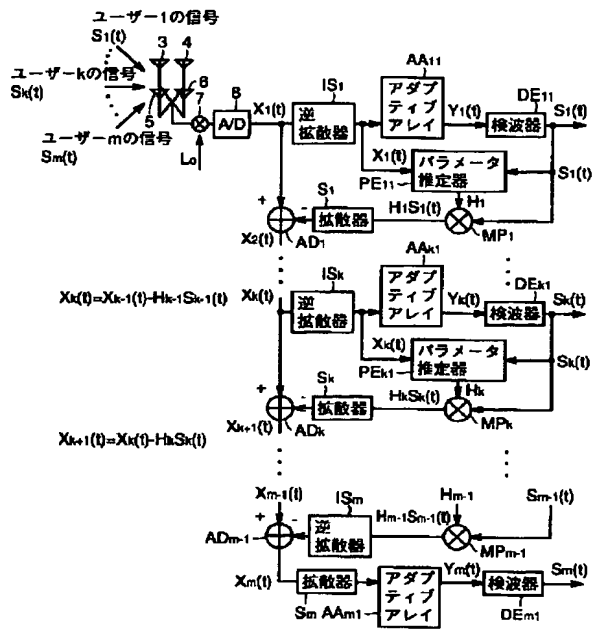 ユーザー1の信号
S1(t)
ユーザーkの信号
Sk(t)
ユーザーmの信号
Sm(t)
3
4
5
6
7
Lo
8
A/D
X1(t)
IS1
逆
拡散器
AA11
アダプ
ティブ
アレイ
Y1(t)
DE11
検波器
S1(t)
X1(t)
PE11
パラメータ
推定器
S1(t)
H1
MP1
H1S1(t)
S1
拡散器
+
-
AD1
X2(t)
Xk(t)=Xk-1(t)-Hk-1Sk-1(t)
Xk(t)
ISk
逆
拡散器
AAk1
アダプ
ティブ
アレイ
Yk(t)
DEk1
検波器
Sk(t)
Xk(t)
PEk1
パラメータ
推定器
Sk(t)
Hk
MPk
HkSk(t)
Sk
拡散器
+
-
ADk
Xk+1(t)
Xk+1(t)=Xk(t)-HkSk(t)
Xm-1(t)
+
-
ADm-1
ISm
逆
拡散器
Hm-1Sm-1(t)
Hm-1
Sm-1(t)
MPm-1
Xm(t)
拡散器
Sm
AAm1
アダプ
ティブ
アレイ
Ym(t)
検波器
DEm1
Sm(t)